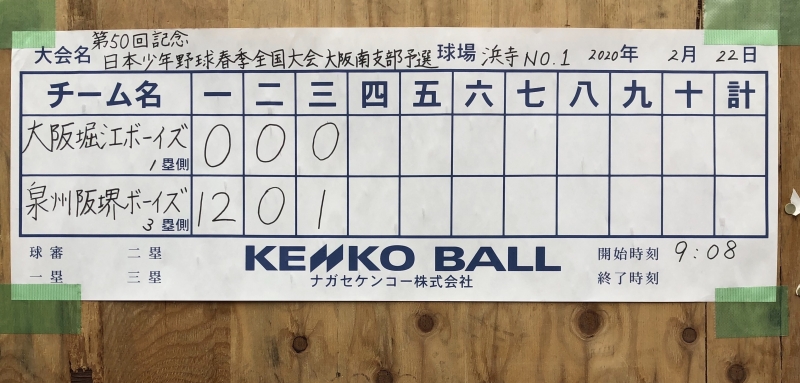 第50回記念
大会名 日本少年野球春季全国大会大阪南支部予選 球場 浜寺 NO.1 2020年 2月 22日
チーム名 一 二 三 四 五 六 七 八 九 十 計
大阪堀江ボーイズ 0 0 0
1 塁側
泉州阪堺ボーイズ 12 0 1
3 塁側
球審 二塁 KENKO BALL 開始時刻 9:08
一塁 三塁 ナガセケンコー株式会社 終了時刻